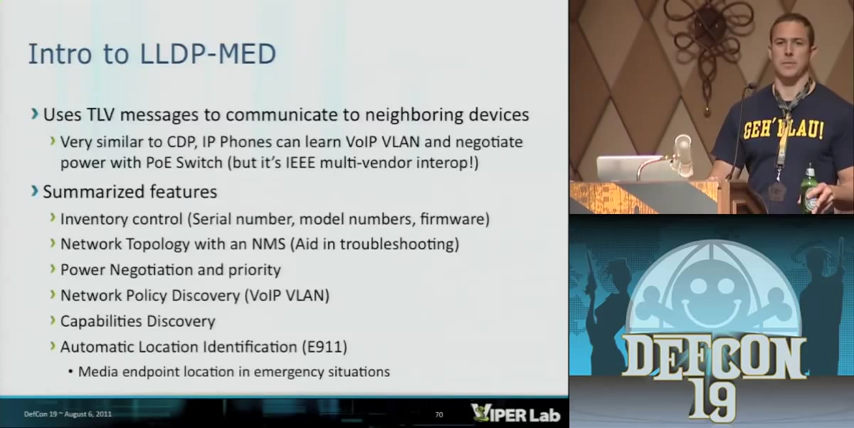 Intro to LLDP-MED
› Uses TLV messages to communicate to neighboring devices
› Very similar to CDP, IP Phones can learn VoIP VLAN and negotiate
power with PoE Switch (but it's IEEE multi-vendor interop!)
› Summarized features
› Inventory control (Serial number, model numbers, firmware)
› Network Topology with an NMS (Aid in troubleshooting)
› Power Negotiation and priority
› Network Policy Discovery (VoIP VLAN)
› Capabilities Discovery
› Automatic Location Identification (E911)
• Media endpoint location in emergency situations
DefCon 19 ~ August 6, 2011
70
VIPER Lab
GEH' BLAU!
DEFCON
19